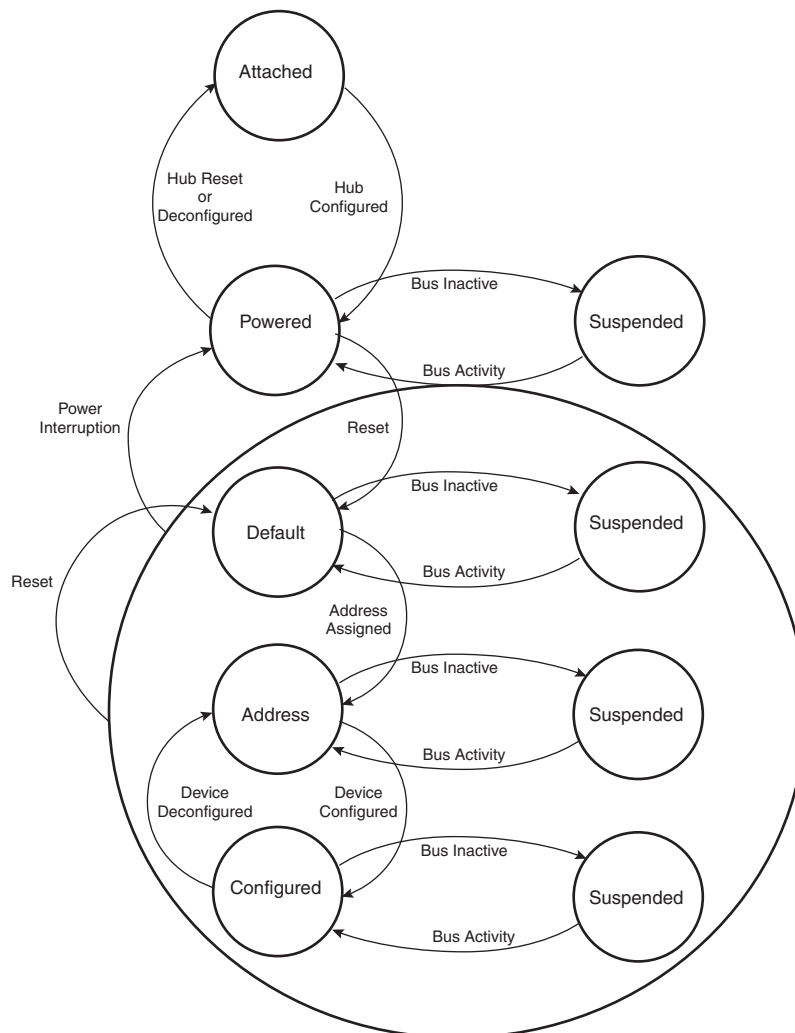 Attached
Hub Reset
or
Deconfigured
Hub
Configured
Powered
Bus Inactive
Suspended
Bus Activity
Power
Interruption
Reset
Default
Bus Inactive
Suspended
Bus Activity
Reset
Address
Assigned
Address
Bus Inactive
Suspended
Bus Activity
Device
Deconfigured
Device
Configured
Configured
Bus Inactive
Suspended
Bus Activity